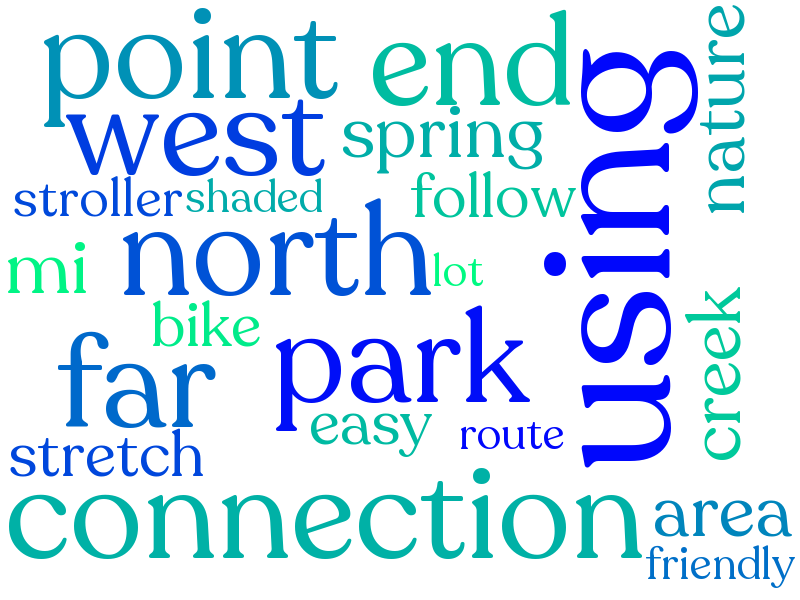 point
end
nature
west
spring
using
stroller
shaded
follow
north
mi
lot
bike
creek
far
park
easy
route
stretch
connection
area
friendly